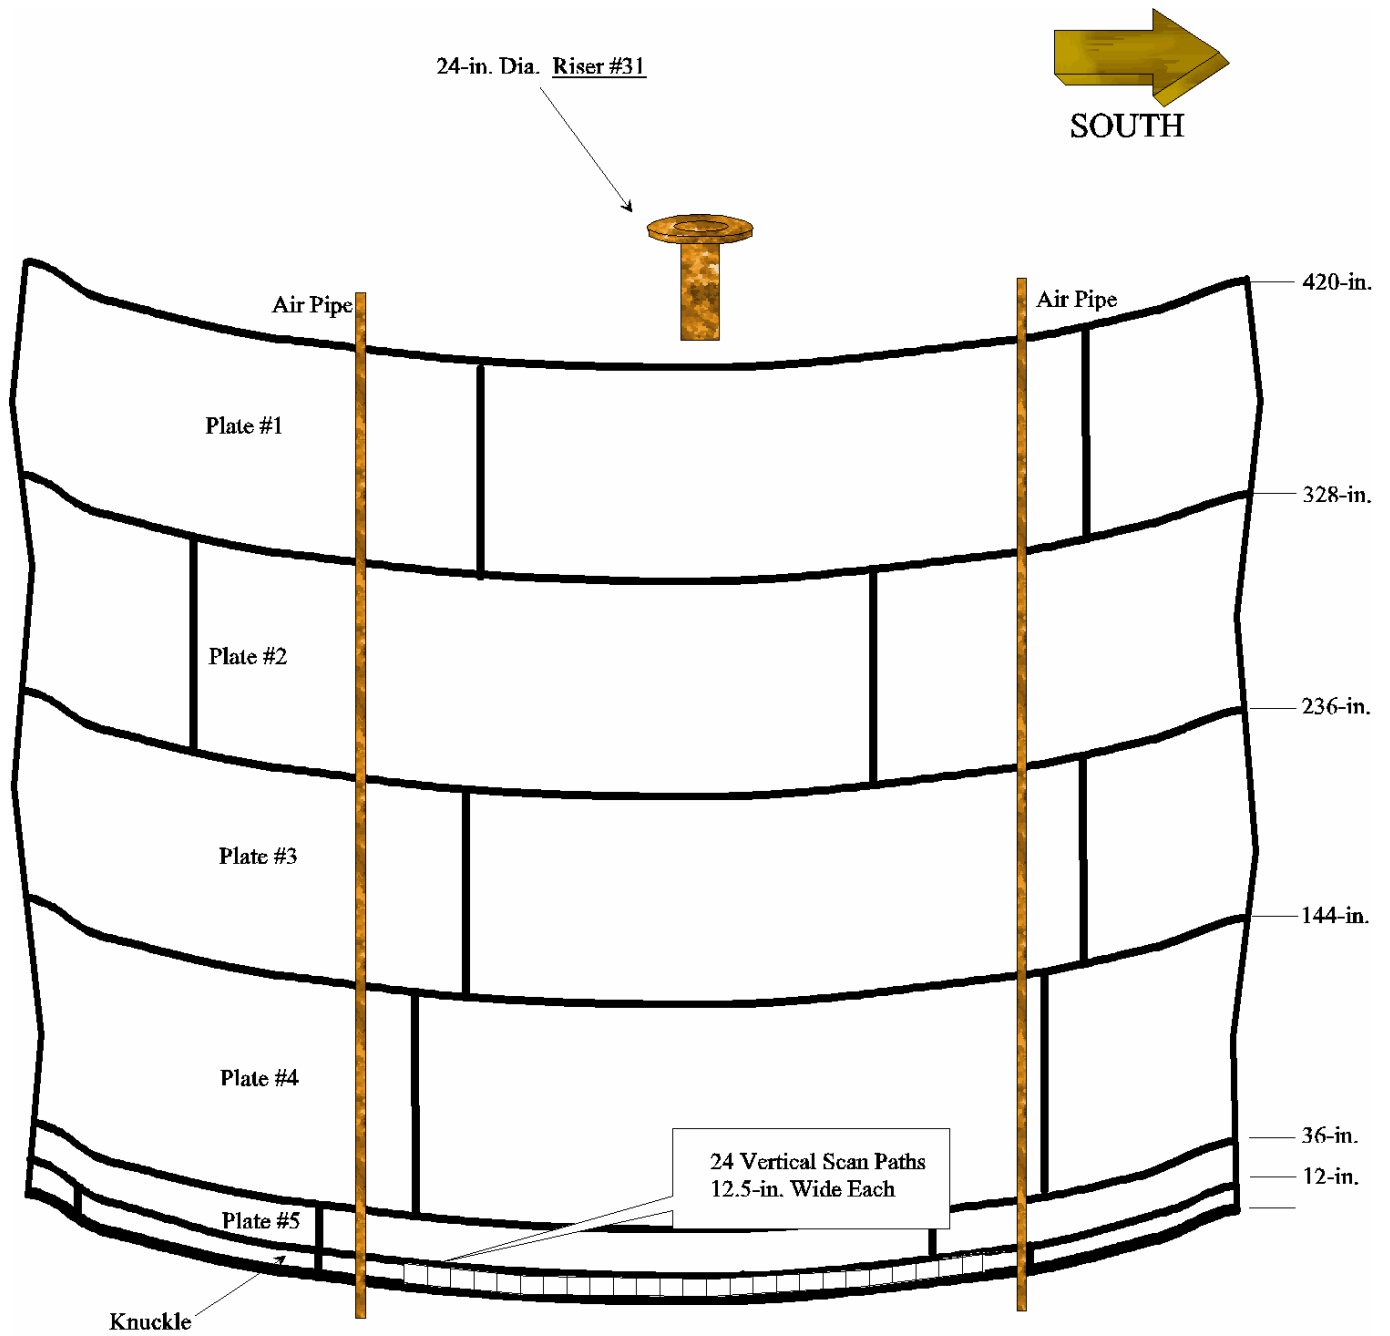 24-in. Dia. Riser #31
SOUTH
420-in.
Air Pipe
Air Pipe
Plate #1
328-in.
Plate #2
236-in.
Plate #3
144-in.
Plate #4
36-in.
24 Vertical Scan Paths
12.5-in. Wide Each
12-in.
Plate #5
Knuckle